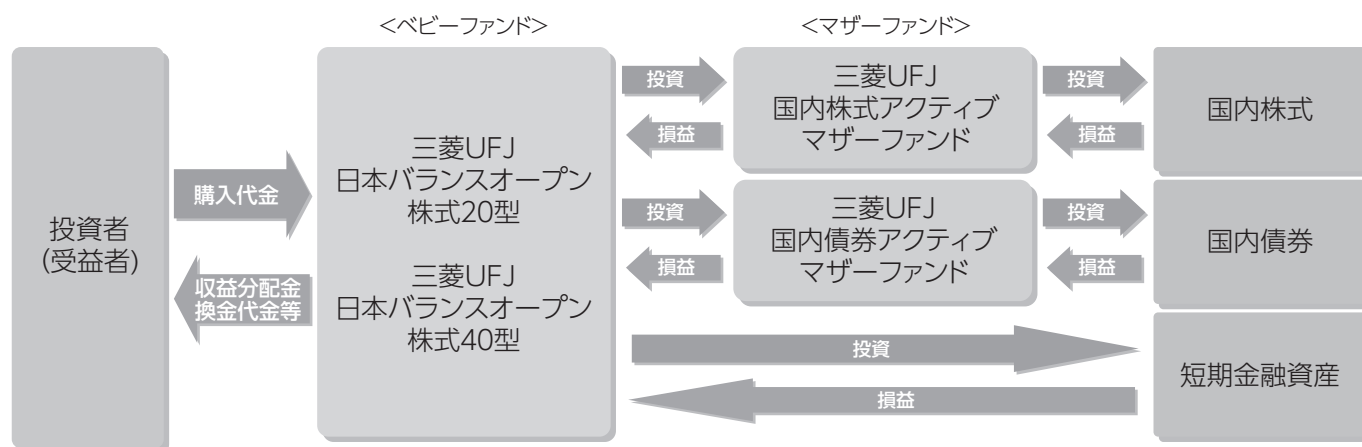 <ベビーファンド>
<マザーファンド>
投資者
(受益者)
購入代金
収益分配金
換金代金等
三菱UFJ
日本バランスオープン
株式20型
三菱UFJ
日本バランスオープン
株式40型
投資
損益
三菱UFJ
国内株式アクティブ
マザーファンド
投資
損益
国内株式
投資
損益
三菱UFJ
国内債券アクティブ
マザーファンド
投資
損益
国内債券
投資
損益
短期金融資産